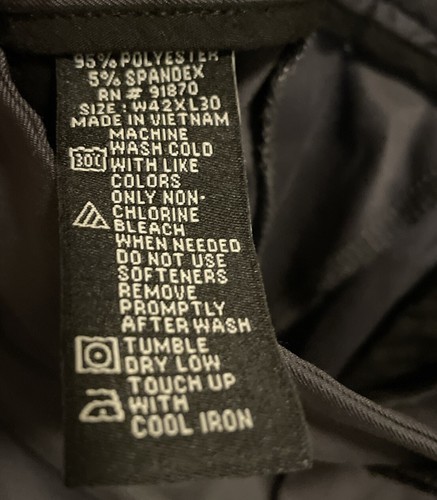 95% POLYESTER
5% SPANDEX
RN # 91870
SIZE : W42XL30
MADE IN VIETNAM
MACHINE
30C WASH COLD
WITH LIKE
COLORS
ONLY NON-
CHLORINE
BLEACH
WHEN NEEDED
DO NOT USE
SOFTENERS
REMOVE
PROMPTLY
AFTER WASH
TUMBLE
DRY LOW
TOUCH UP
WITH
COOL IRON